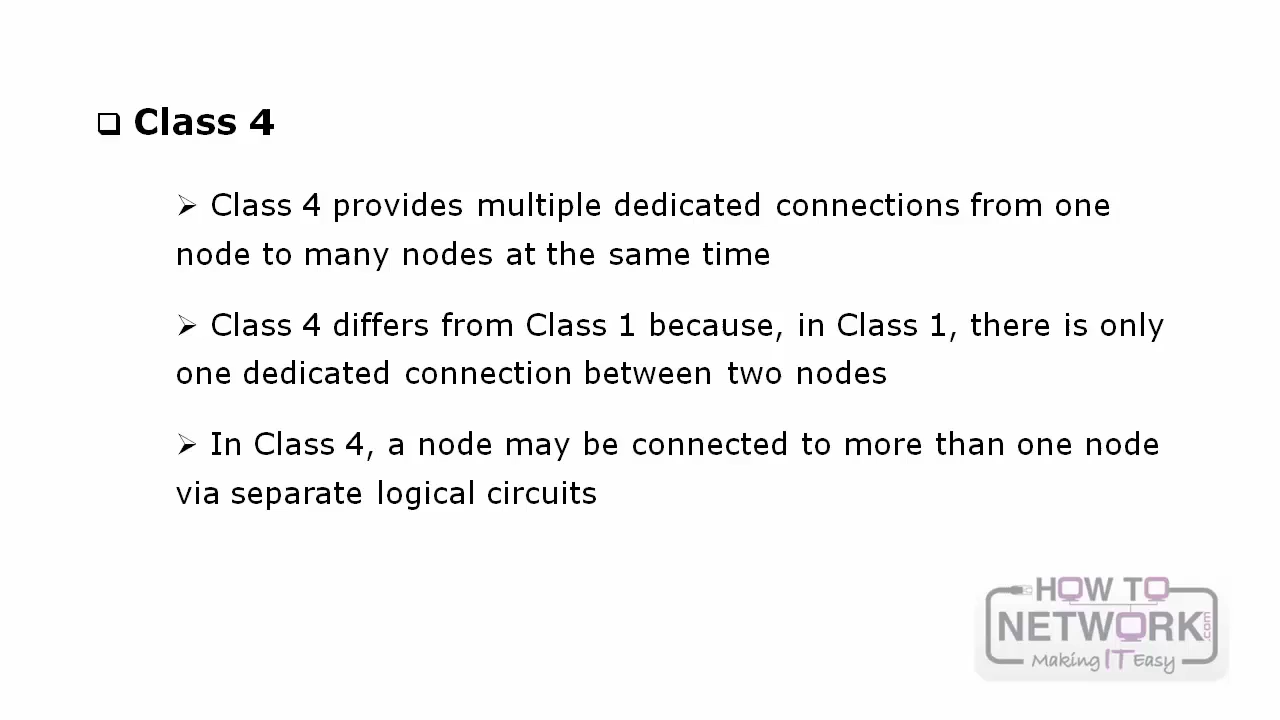 Class 4
Class 4 provides multiple dedicated connections from one
node to many nodes at the same time
Class 4 differs from Class 1 because, in Class 1, there is only
one dedicated connection between two nodes
In Class 4, a node may be connected to more than one node
via separate logical circuits
HOW TO
NETWORK.com
Making IT Easy